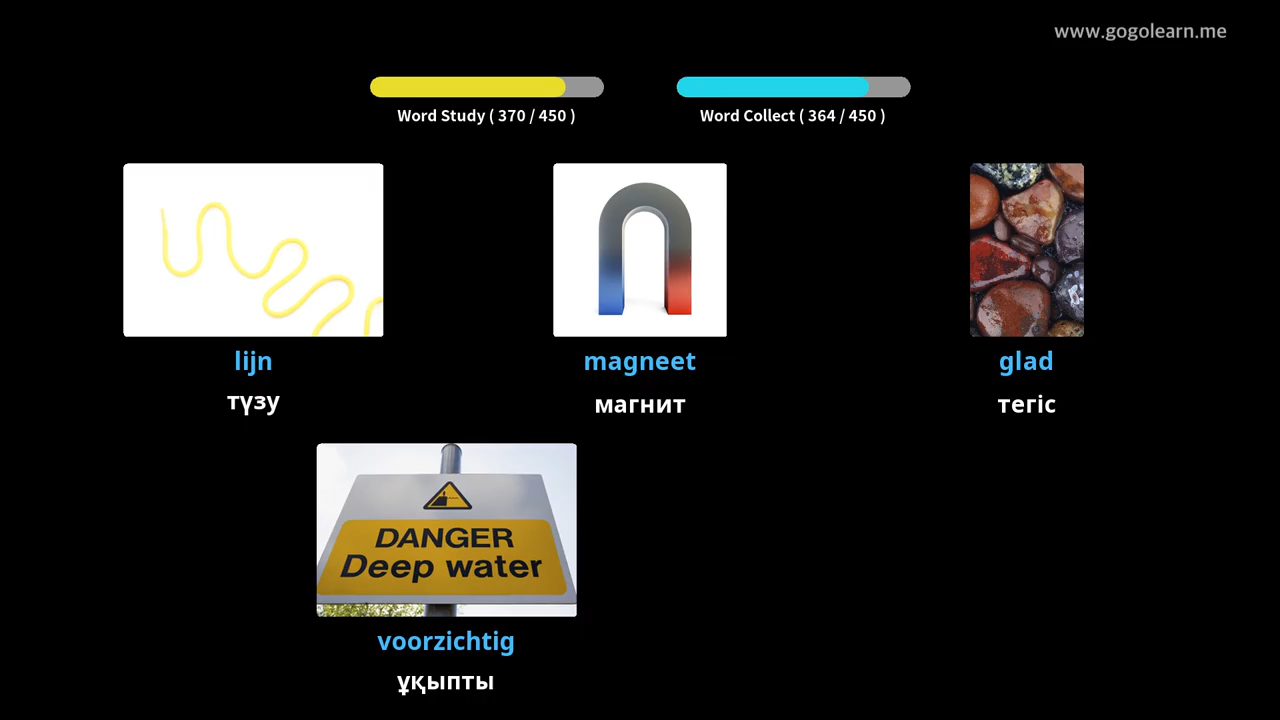 www.gogolearn.me
Word Study ( 370 / 450 )
Word Collect ( 364 / 450 )
lijn
magneet
glad
түзу
магнит
тегіс
DANGER
Deep water
voorzichtig
ұқыпты